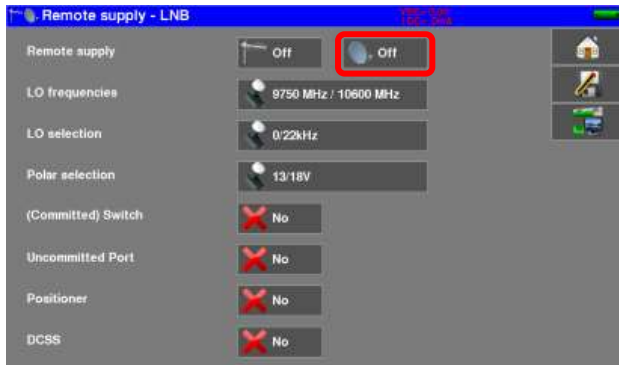 Remote supply - LNB
Remote supply Off Off
LO frequencies 9750 MHz / 10600 MHz
LO selection 0/22kHz
Polar selection 13/18V
(Committed) Switch No
Uncommitted Port No
Positioner No
DCSS No